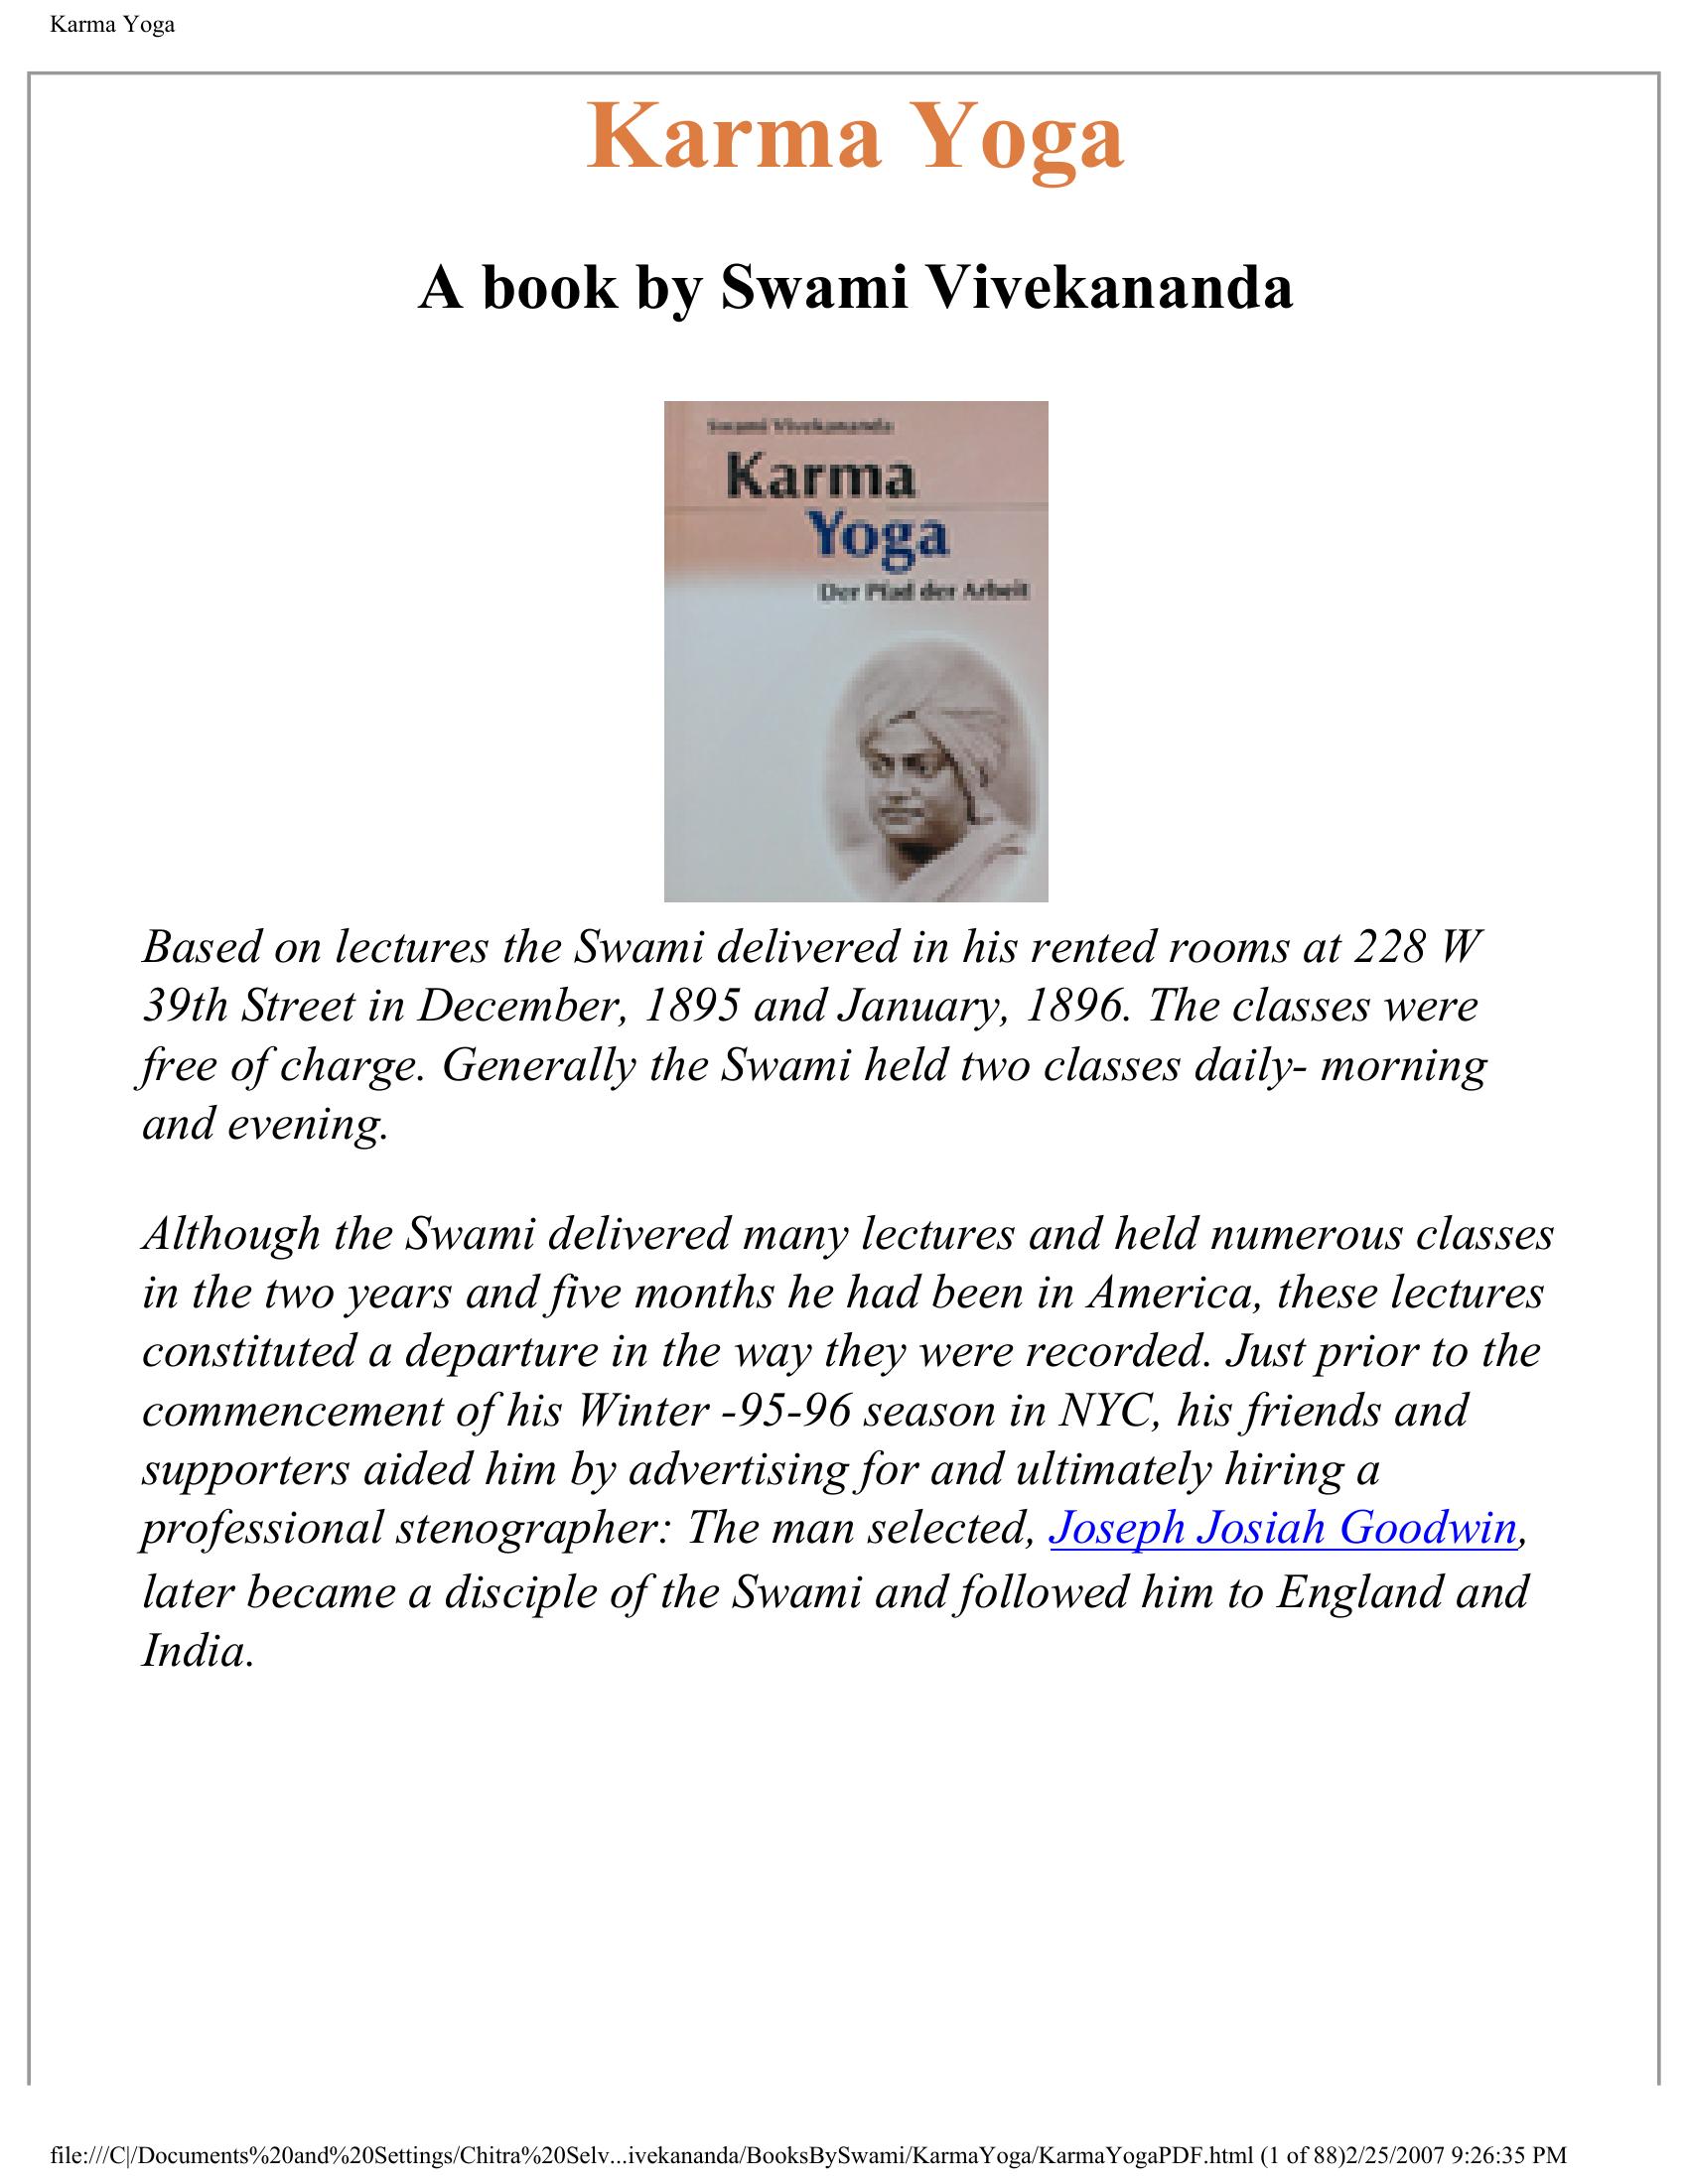 Karma Yoga
Karma Yoga
A book by Swami Vivekananda
Swami Vivekananda
Karma
Yoga
Der Pfad der Arbeit
Based on lectures the Swami delivered in his rented rooms at 228 W
39th Street in December, 1895 and January, 1896. The classes were
free of charge. Generally the Swami held two classes daily- morning
and evening.
Although the Swami delivered many lectures and held numerous classes
in the two years and five months he had been in America, these lectures
constituted a departure in the way they were recorded. Just prior to the
commencement of his Winter -95-96 season in NYC, his friends and
supporters aided him by advertising for and ultimately hiring a
professional stenographer: The man selected, Joseph Josiah Goodwin,
later became a disciple of the Swami and followed him to England and
India.
file:///C|/Documents%20and%20Settings/Chitra%20Selv...ivekananda/BooksBySwami/KarmaYoga/KarmaYogaPDF.html (1 of 88)2/25/2007 9:26:35 PM